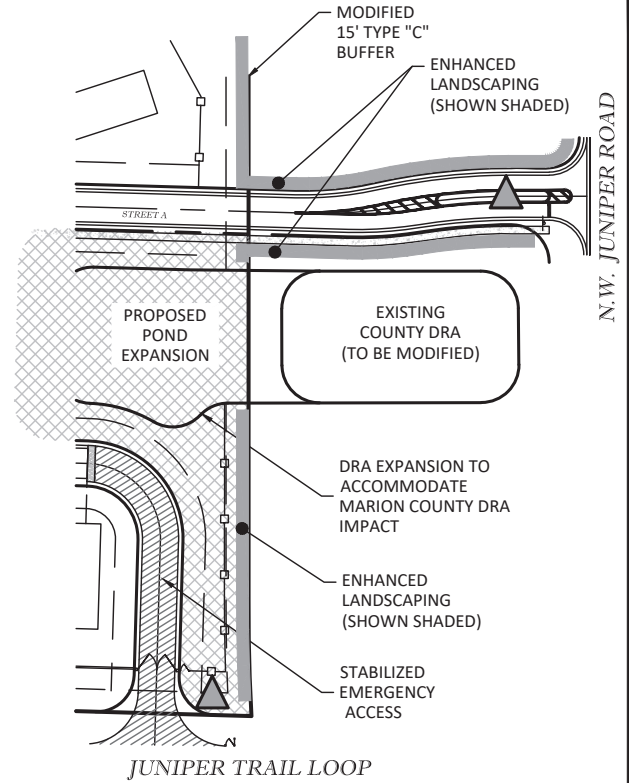 MODIFIED
15' TYPE "C"
BUFFER
ENHANCED
LANDSCAPING
(SHOWN SHADED)
N.W. JUNIPER ROAD
STREET A
PROPOSED
POND
EXPANSION
EXISTING
COUNTY DRA
(TO BE MODIFIED)
DRA EXPANSION TO
ACCOMMODATE
MARION COUNTY DRA
IMPACT
ENHANCED
LANDSCAPING
(SHOWN SHADED)
STABILIZED
EMERGENCY
ACCESS
JUNIPER TRAIL LOOP